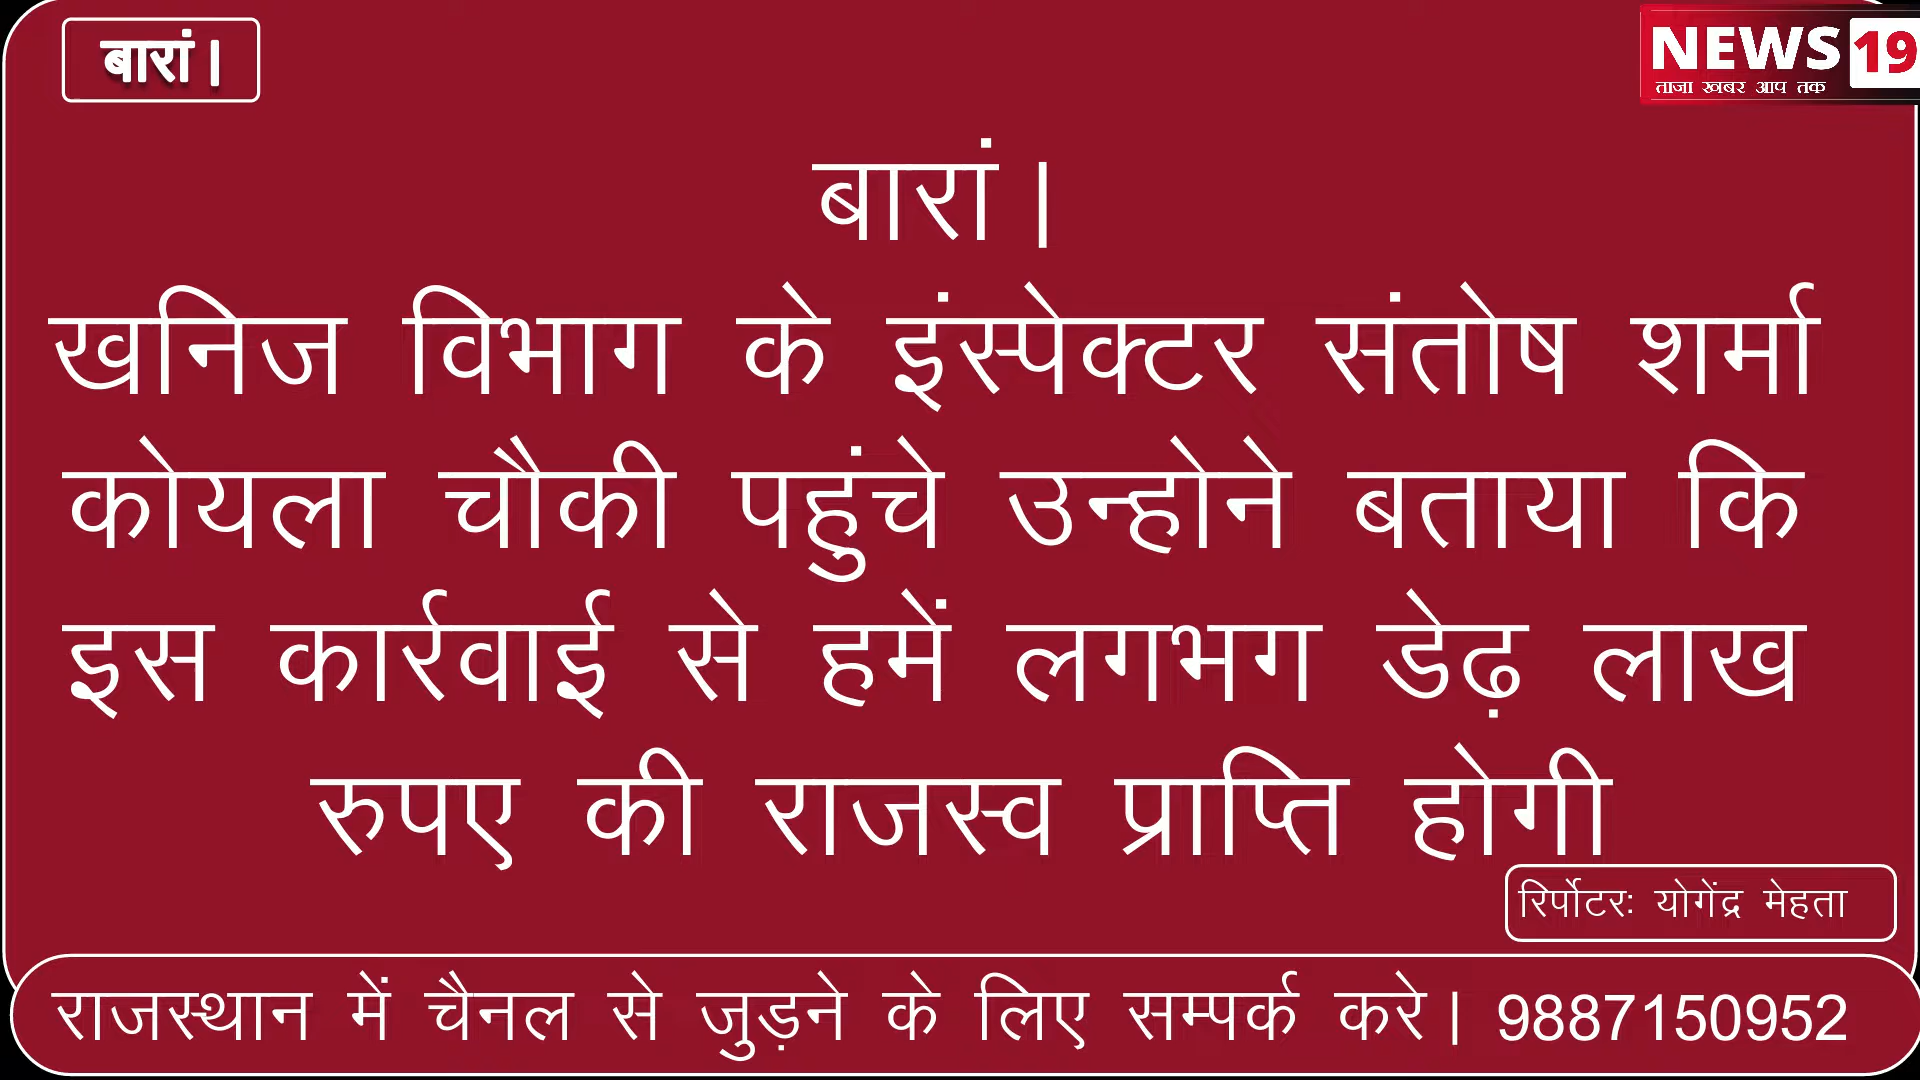 बारां।
NEWS 19
ताजा खबर आप तक
बारां।
खनिज विभाग के इंस्पेक्टर संतोष शर्मा
कोयला चौकी पहुंचे उन्होने बताया कि
इस कार्रवाई से हमें लगभग डेढ़ लाख
रुपए की राजस्व प्राप्ति होगी
रिर्पोटरः योगेंद्र मेहता
राजस्थान में चैनल से जुड़ने के लिए सम्पर्क करे। 9887150952